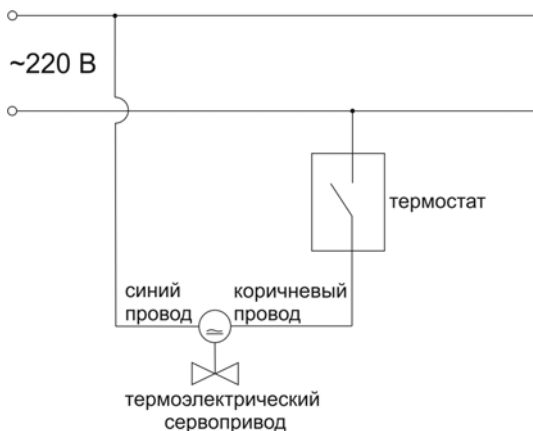 ~220 В
термостат
синий
провод
коричневый
провод
термоэлектрический
сервопривод